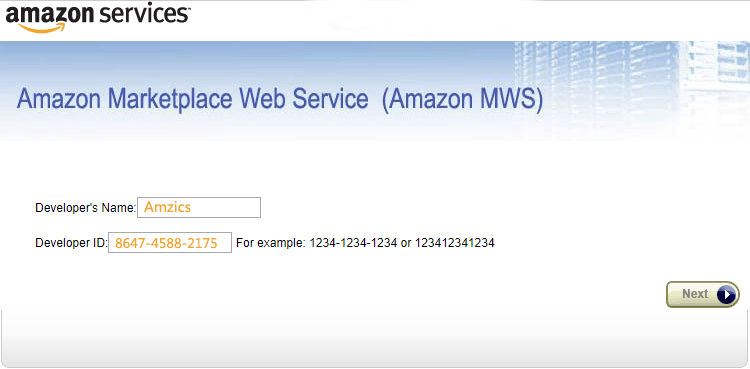 amazon services
Amazon Marketplace Web Service (Amazon MWS)
Developer's Name: Amzics
Developer ID: 8647-4588-2175 For example: 1234-1234-1234 or 123412341234
Next